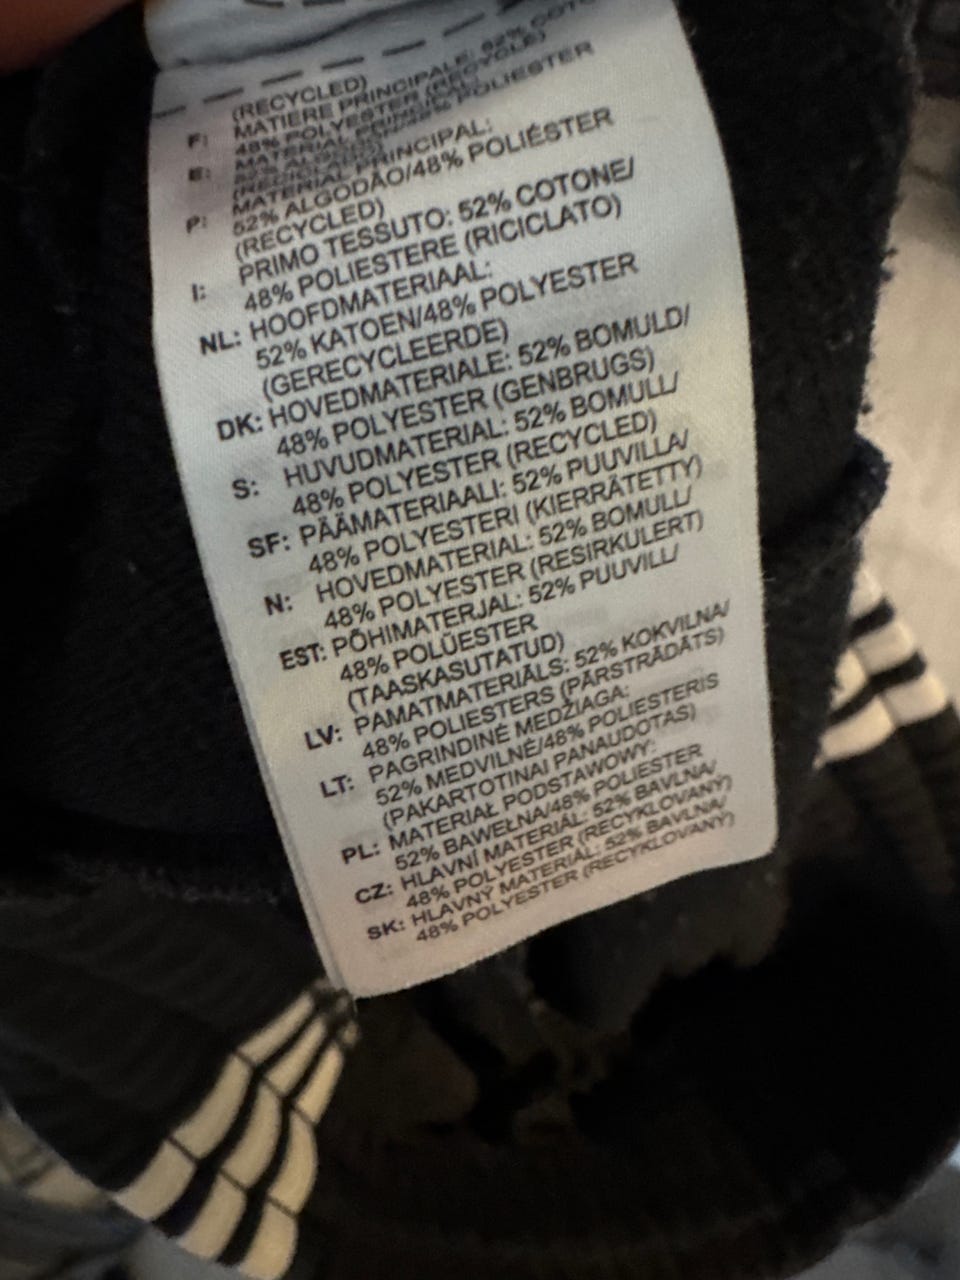 (RECYCLED)
F: MATIÈRE PRINCIPALE: 52% COTON/
48% POLYESTER (RECYCLÉ)
E: MATERIAL
POLIÉSTER
P: MATERIAL PRINCIPAL:
52% ALGODÃO/48% POLIÉSTER
(RECYCLED)
I: PRIMO TESSUTO: 52% COTONE/
48% POLIESTERE (RICICLATO)
NL: HOOFDMATERIAAL:
52% KATOEN/48% POLYESTER
(GERECYCLEERDE)
DK: HOVEDMATERIALE: 52% BOMULD/
48% POLYESTER (GENBRUGS)
S: HUVUDMATERIAL: 52% BOMULL/
48% POLYESTER (RECYCLED)
SF: PÄÄMATERIAALI: 52% PUUVILLA/
48% POLYESTERI (KIERRÄTETTY)
N: HOVEDMATERIAL: 52% BOMULL/
48% POLYESTER (RESIRKULERT)
EST: PÕHIMATERJAL: 52% PUUVILL/
48% POLÜESTER
(TAASKASUTATUD)
LV: PAMATMATERIĀLS: 52% KOKVILNA/
48% POLIESTERS (PĀRSTRĀDĀTS)
LT: PAGRINDINĖ MEDŽIAGA:
52% MEDVILNĖ/48% POLIESTERIS
(PAKARTOTINAI PANAUDOTAS)
PL: MATERIAŁ PODSTAWOWY:
52% BAWEŁNA/48% POLIESTER
CZ: HLAVNÍ MATERIÁL: 52% BAVLNA/
48% POLYESTER (RECYKLOVANÝ)
SK: HLAVNÝ MATERIÁL: 52% BAVLNA/
48% POLYESTER (RECYKLOVANÝ)